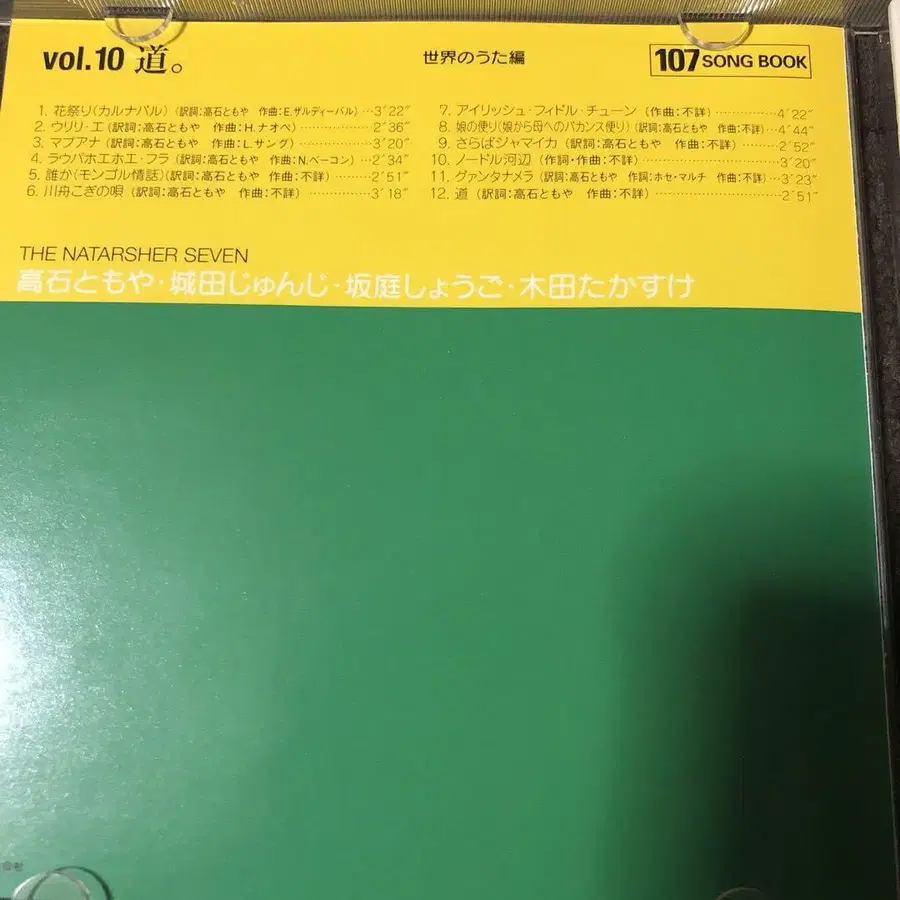 vol.10 道。
世界のうた編
107 SONG BOOK
1. 花祭り(カルナバル)(訳詞:高石ともや 作曲:E.ザルディーバル)…3′22″
2. ウリリ・エ(訳詞:高石ともや 作曲:H.ナオペ)……………2′36″
3. マプアナ(訳詞:高石ともや 作曲:L.サング)……………3′20″
4. ラウパホエホエ・フラ(訳詞:高石ともや 作曲:N.ベーコン)…2′34″
5. 誰か(モンゴル情話)(訳詞:高石ともや 作曲:不詳)…………2′51″
6. 川舟こぎの唄(訳詞:高石ともや 作曲:不詳)……………3′18″
7. アイリッシュ・フィドル・チューン(作曲:不詳)……………4′22″
8. 娘の便り(娘から母へのバカンス便り)(訳詞:高石ともや 作曲:不詳)…4′44″
9. さらばジャマイカ(訳詞:高石ともや 作曲:不詳)…………2′52″
10. ノードル河辺(作詞・作曲:不詳)……………3′20″
11. グァンタナメラ(訳詞:高石ともや 作詞:ホセ・マルチ 作曲:不詳)…3′23″
12. 道(訳詞:高石ともや 作曲:不詳)……………2′51″
THE NATARSHER SEVEN
高石ともや・城田じゅんじ・坂庭しょうご・木田たかすけ